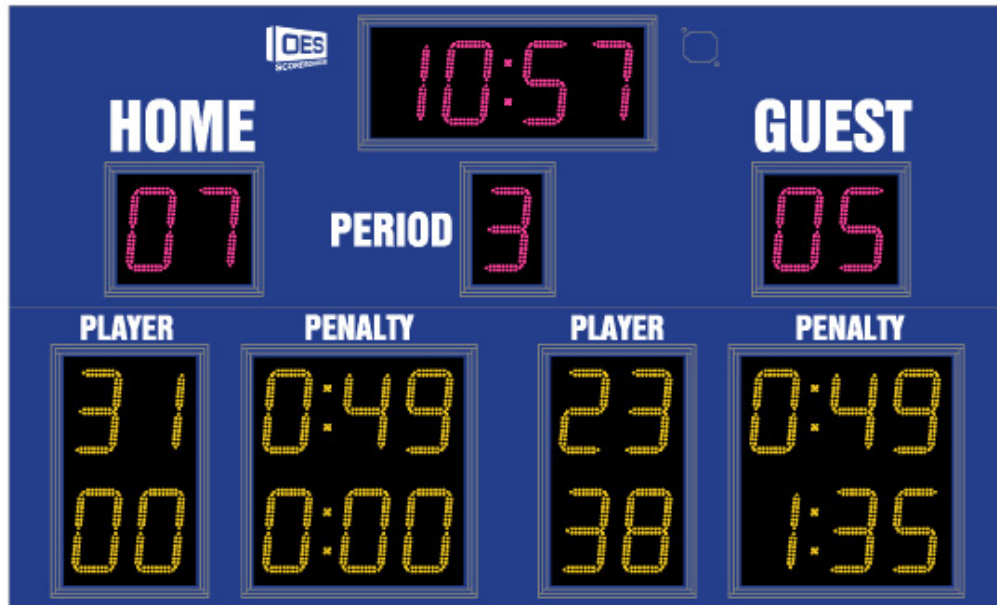 OES
SCOREBOARDS
10:57
HOME
GUEST
07
PERIOD
3
05
PLAYER
PENALTY
PLAYER
PENALTY
31
0:49
23
0:49
00
0:00
38
1:35